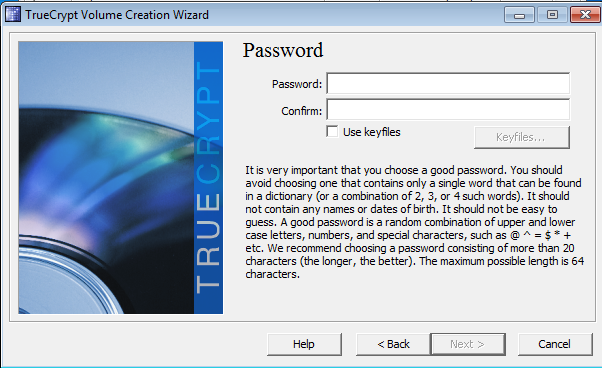 TrueCrypt Volume Creation Wizard
TRUECRYPT
Password
Password:
Confirm:
Use keyfiles
Keyfiles...
It is very important that you choose a good password. You should
avoid choosing one that contains only a single word that can be found
in a dictionary (or a combination of 2, 3, or 4 such words). It should
not contain any names or dates of birth. It should not be easy to
guess. A good password is a random combination of upper and lower
case letters, numbers, and special characters, such as @ ^ = $ * +
etc. We recommend choosing a password consisting of more than 20
characters (the longer, the better). The maximum possible length is 64
characters.
Help
< Back
Next >
Cancel